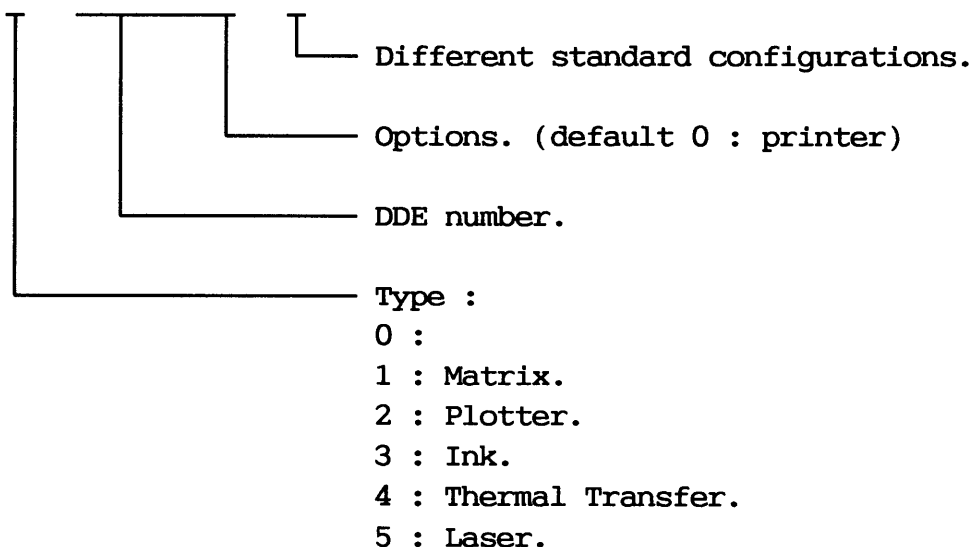 Different standard configurations.
Options. (default 0 : printer)
DDE number.
Type :
0 :
1 : Matrix.
2 : Plotter.
3 : Ink.
4 : Thermal Transfer.
5 : Laser.